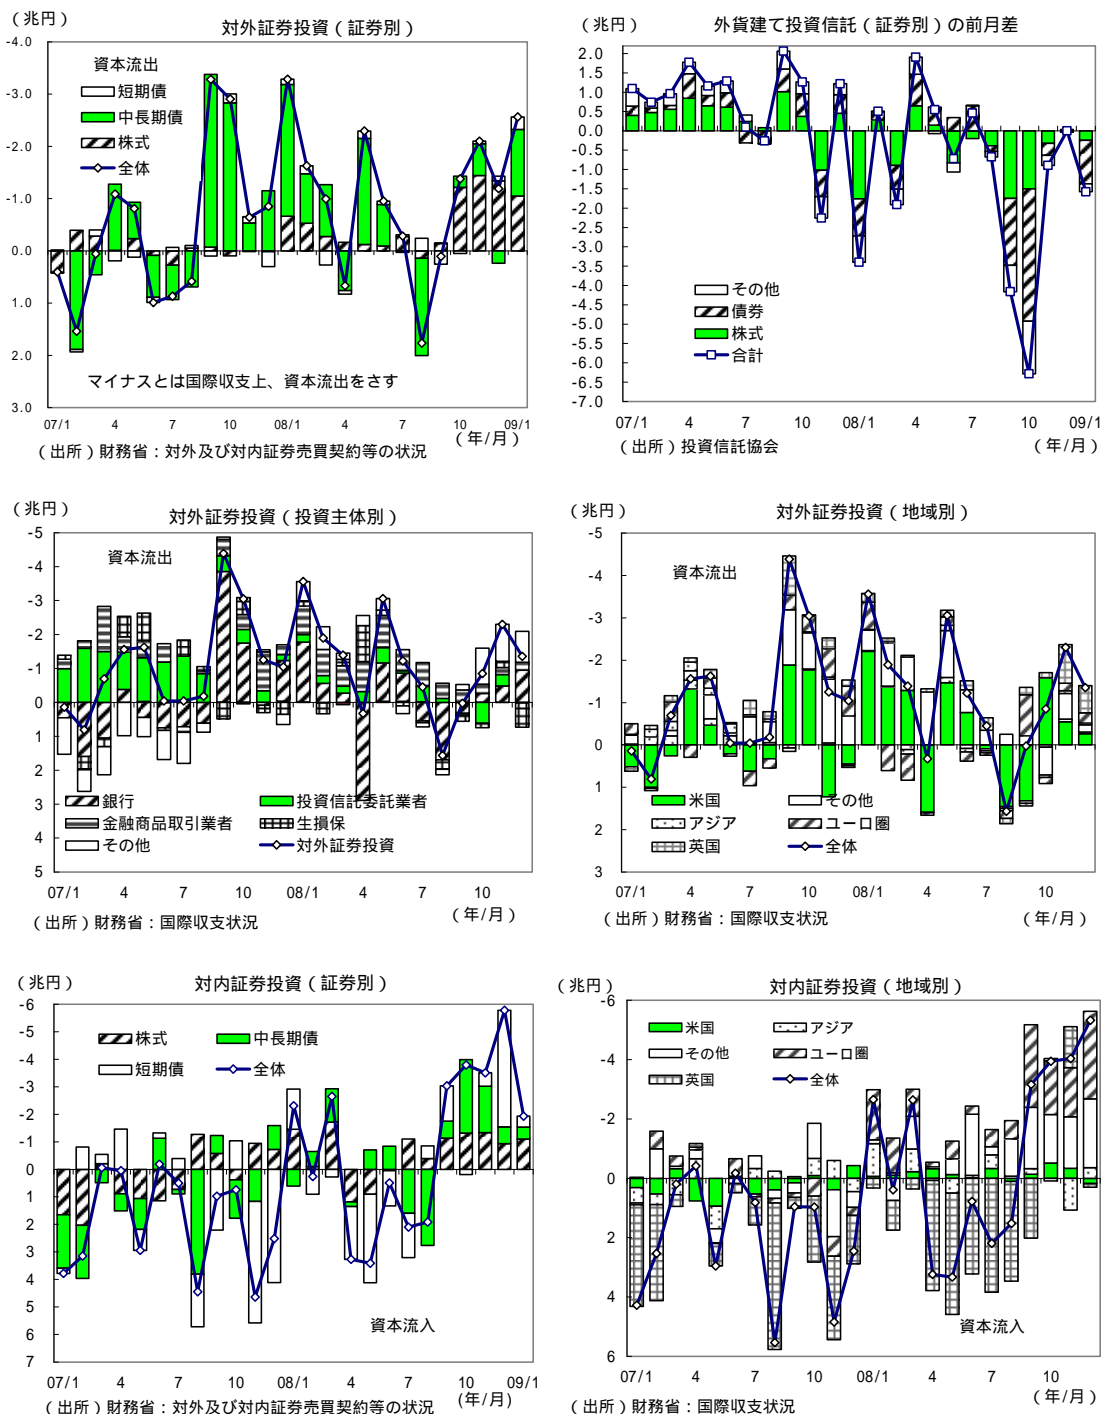 （兆円）
対外証券投資（証券別）
-4.0
-3.0
-2.0
-1.0
0.0
1.0
2.0
3.0
資本流出
短期債
中長期債
株式
全体
マイナスとは国際収支上、資本流出をさす
07/1 4 7 10 08/1 4 7 10 09/1
（年/月）
（出所）財務省：対外及び対内証券売買契約等の状況
（兆円）
外貨建て投資信託（証券別）の前月差
2.0
1.5
1.0
0.5
0.0
-0.5
-1.0
-1.5
-2.0
-2.5
-3.0
-3.5
-4.0
-4.5
-5.0
-5.5
-6.0
-6.5
-7.0
その他
債券
株式
合計
07/1 4 7 10 08/1 4 7 10 09/1
（年/月）
（出所）投資信託協会
（兆円）
対外証券投資（投資主体別）
-5
-4
-3
-2
-1
0
1
2
3
4
5
資本流出
銀行 投資信託委託業者
金融商品取引業者 生損保
その他 対外証券投資
07/1 4 7 10 08/1 4 7 10
（年/月）
（出所）財務省：国際収支状況
（兆円）
対外証券投資（地域別）
-5
-4
-3
-2
-1
0
1
2
3
資本流出
米国 その他
アジア ユーロ圏
英国 全体
07/1 4 7 10 08/1 4 7 10
（年/月）
（出所）財務省：国際収支状況
（兆円）
対内証券投資（証券別）
-6
-5
-4
-3
-2
-1
0
1
2
3
4
5
6
7
株式 中長期債
短期債 全体
資本流入
07/1 4 7 10 08/1 4 7 10 09/1
(年/月)
（出所）財務省：対外及び対内証券売買契約等の状況
（兆円）
対内証券投資（地域別）
-6
-4
-2
0
2
4
6
米国 アジア
その他 ユーロ圏
英国 全体
資本流入
07/1 4 7 10 08/1 4 7 10
（年/月）
（出所）財務省：国際収支状況